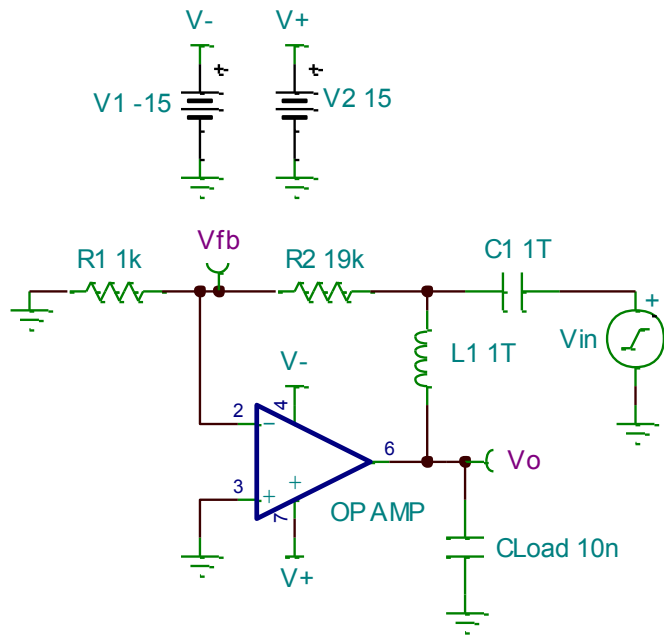 V- V+
+ +
V1 -15 V2 15
Vfb
R1 1k R2 19k C1 1T
+
Vin
L1 1T
V-
4
2 −
6
Vo
3 +
+
7
OPAMP
CLoad 10n
V+